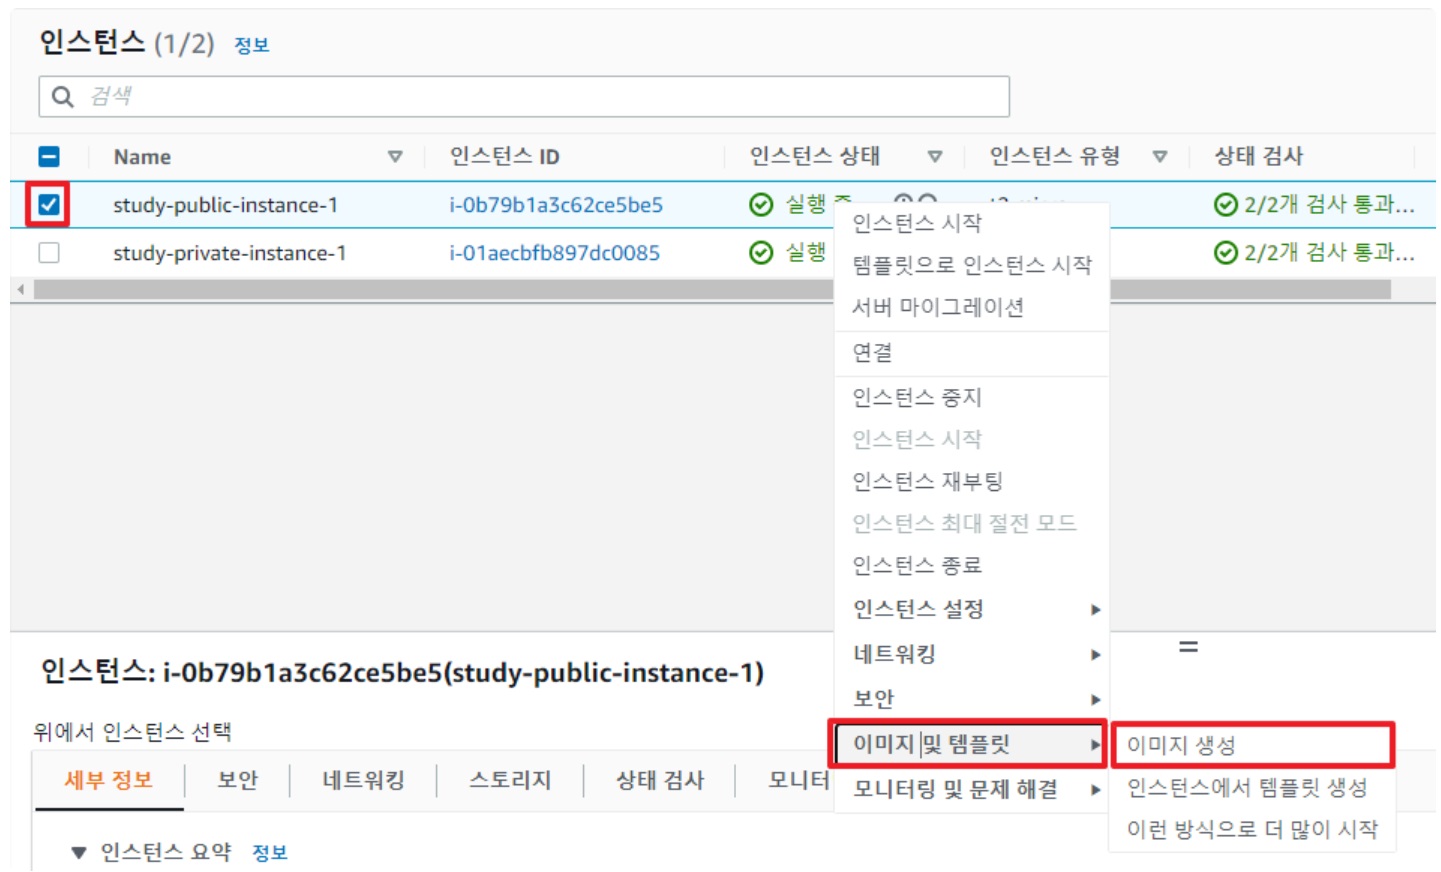 인스턴스 (1/2) 정보
검색
Name 인스턴스 ID 인스턴스 상태 인스턴스 유형 상태 검사
study-public-instance-1 i-0b79b1a3c62ce5be5 실행 2/2개 검사 통과...
study-private-instance-1 i-01aecbfb897dc0085 실행 2/2개 검사 통과...
인스턴스 시작
템플릿으로 인스턴스 시작
서버 마이그레이션
연결
인스턴스 중지
인스턴스 시작
인스턴스 재부팅
인스턴스 최대 절전 모드
인스턴스 종료
인스턴스 설정
네트워킹
보안
이미지 및 템플릿
모니터링 및 문제 해결
이미지 생성
인스턴스에서 템플릿 생성
이런 방식으로 더 많이 시작
인스턴스: i-0b79b1a3c62ce5be5(study-public-instance-1)
위에서 인스턴스 선택
세부 정보 보안 네트워킹 스토리지 상태 검사 모니터
인스턴스 요약 정보